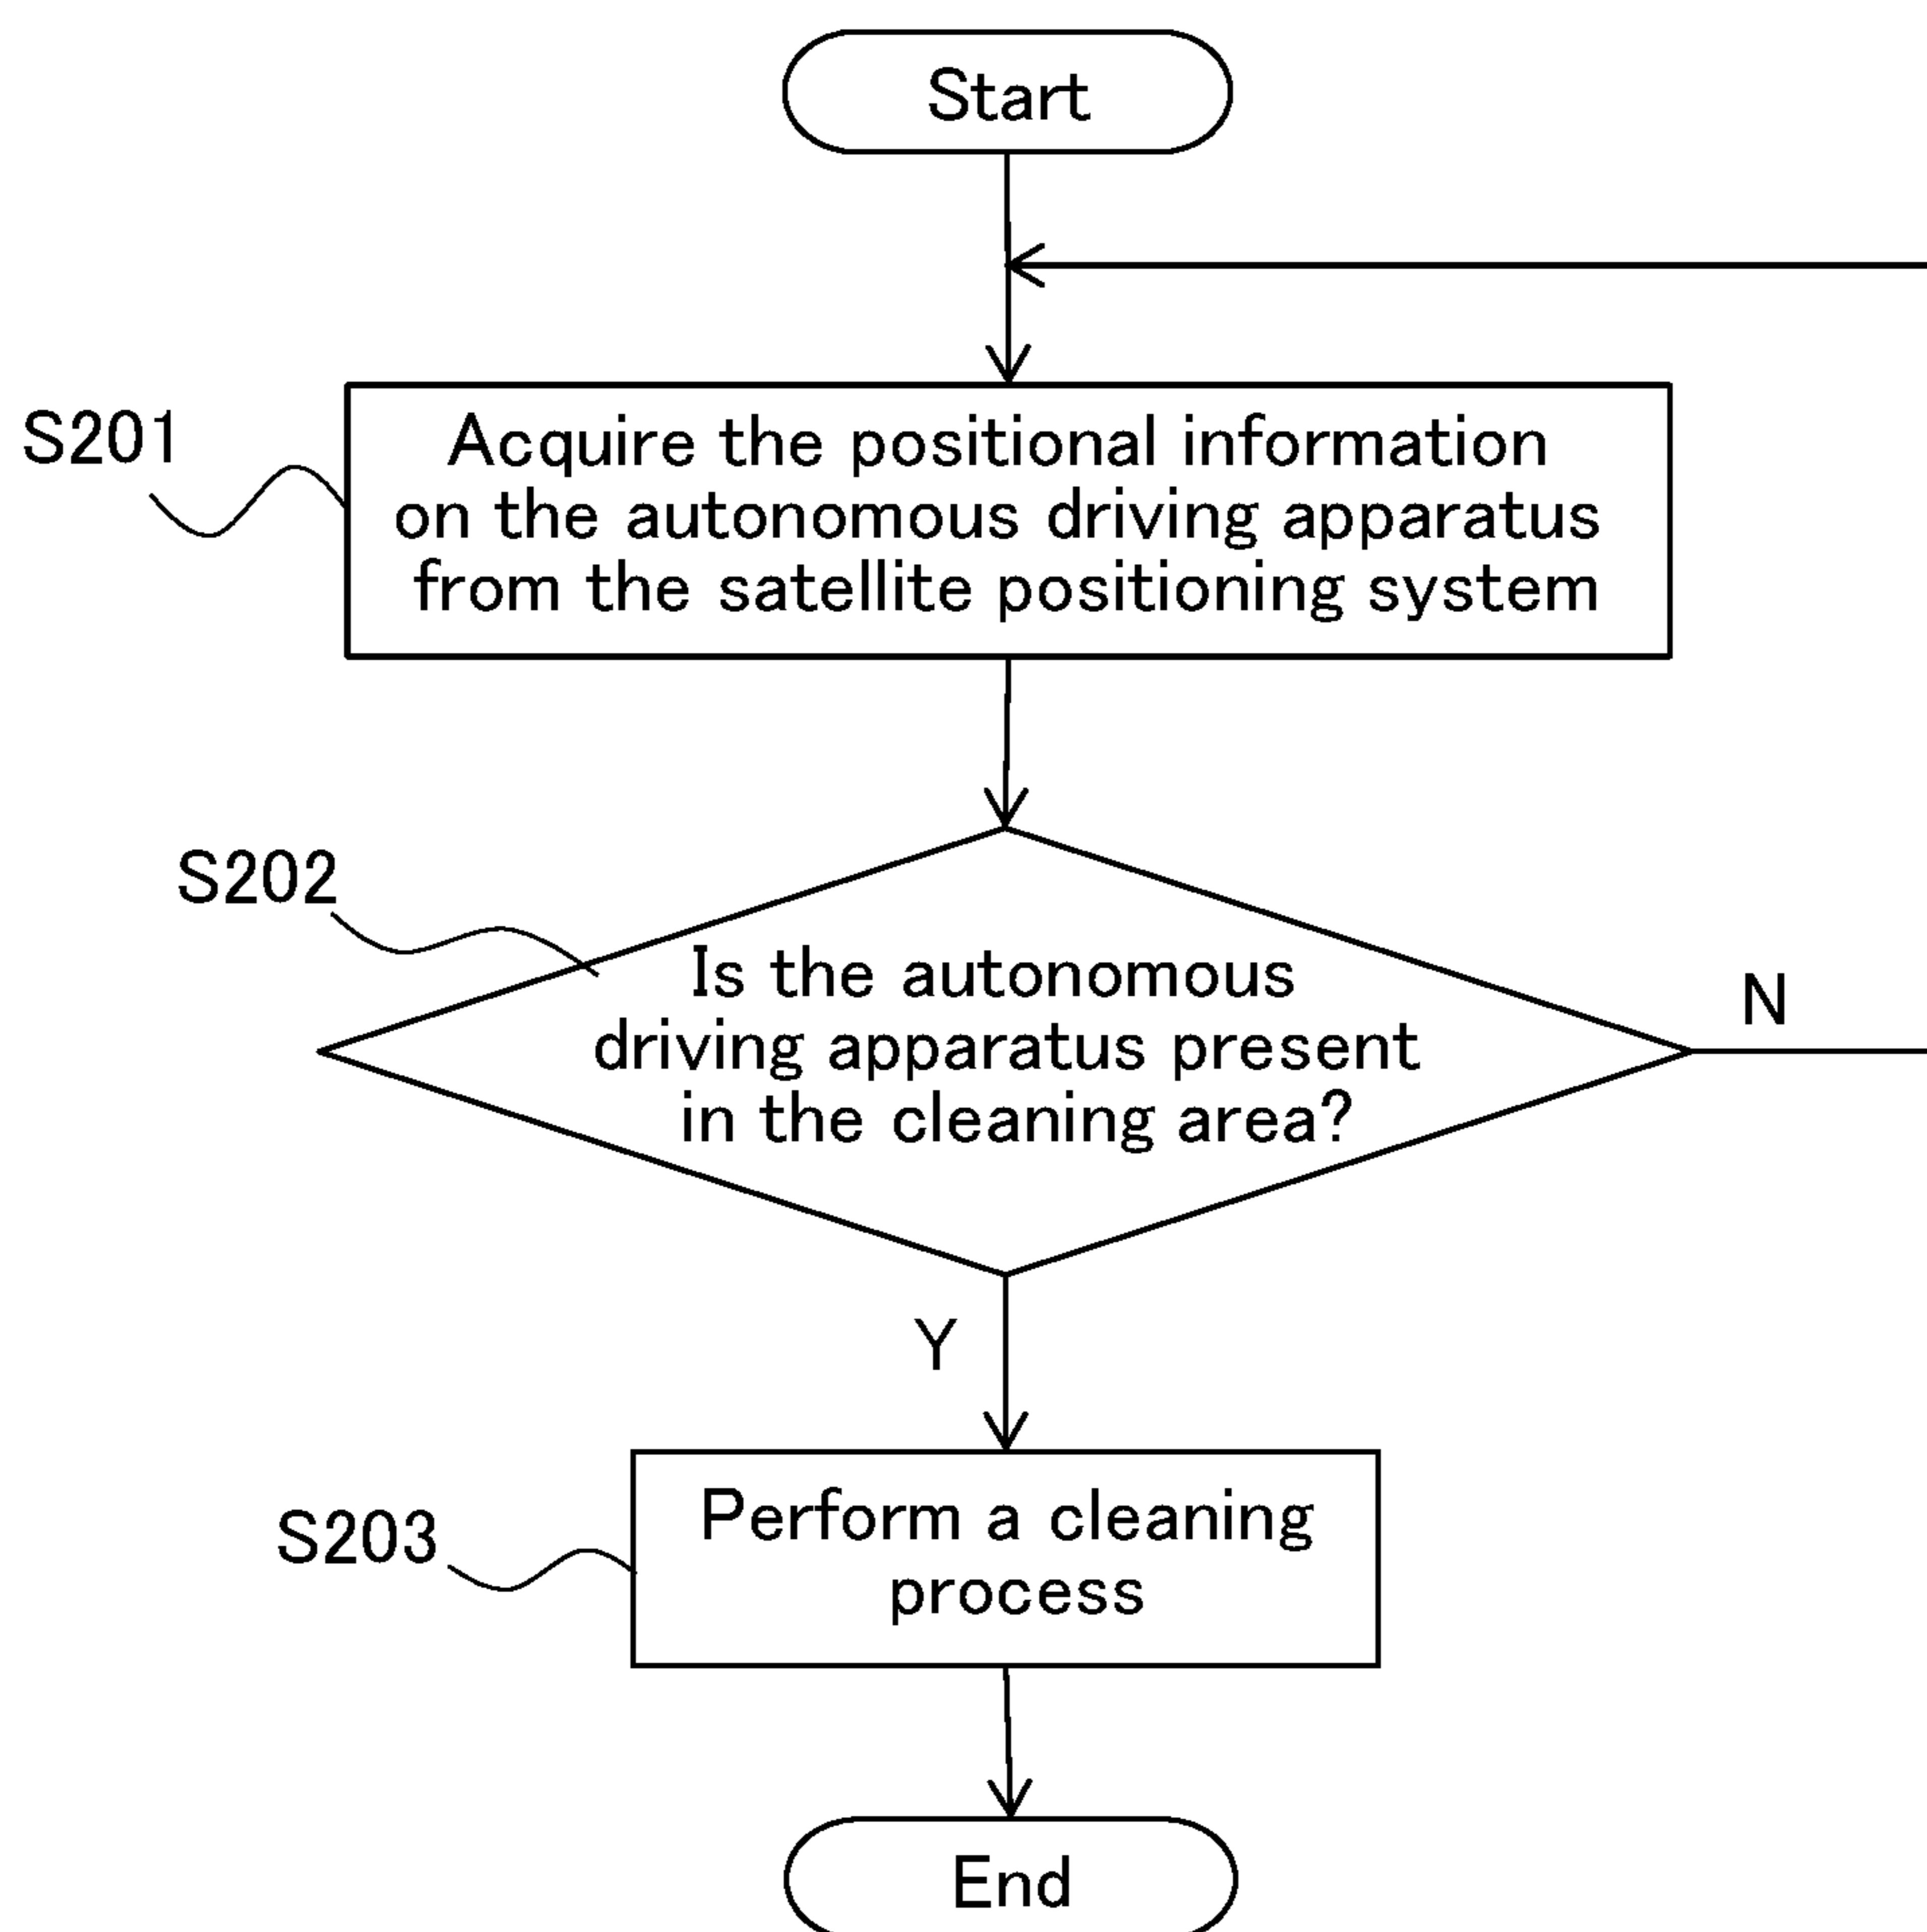 Start
S201
Acquire the positional information
on the autonomous driving apparatus
from the satellite positioning system
S202
Is the autonomous
driving apparatus present
in the cleaning area?
N
Y
S203
Perform a cleaning
process
End